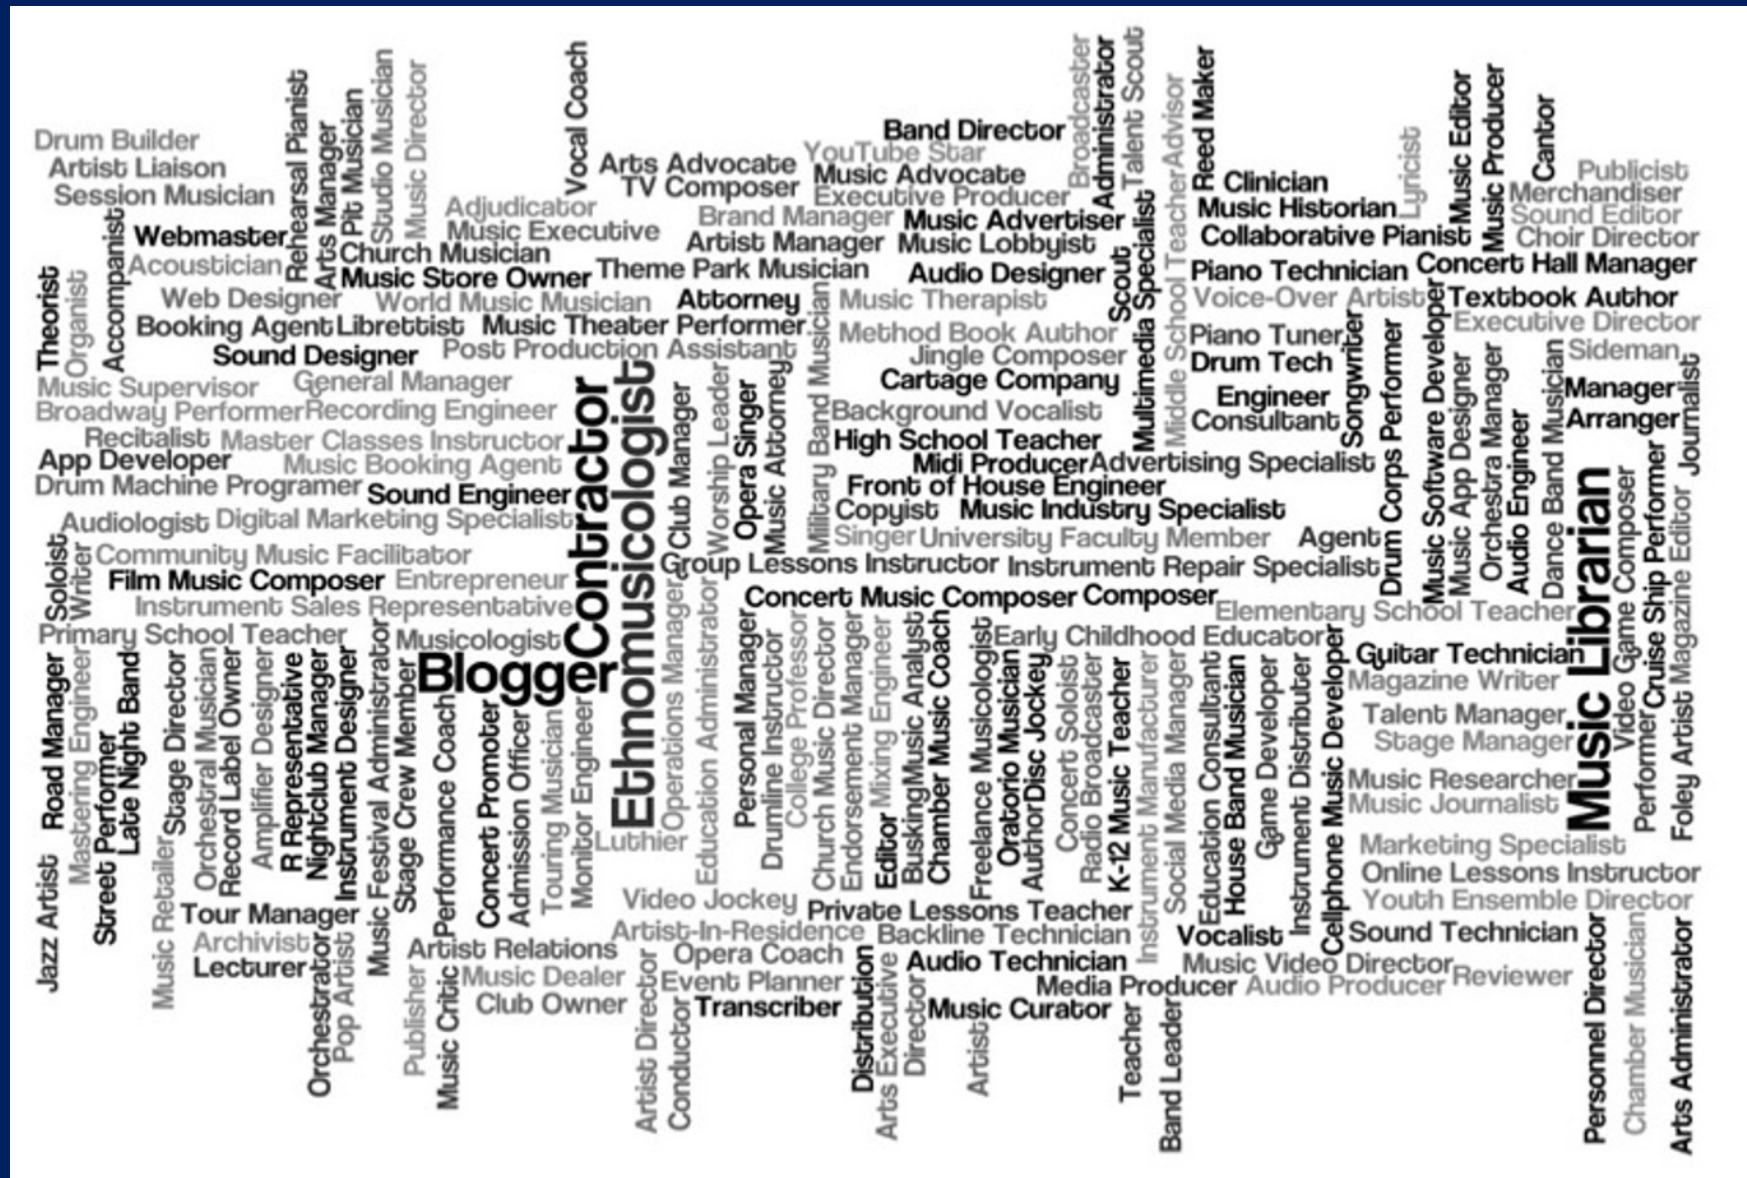 Drum Builder
Artist Liaison
Session Musician
Accompanist
Webmaster
Acoustician
Theorist
Organist
Web Designer
Booking Agent
Sound Designer
Rehearsal Pianist
Arts Manager
Pit Musician
Studio Musician
Music Director
Vocal Coach
Adjudicator
Music Executive
Church Musician
Music Store Owner
World Music Musician
Librettist
Music Theater Performer
Post Production Assistant
Arts Advocate
TV Composer
Brand Manager
Artist Manager
Theme Park Musician
Attorney
Band Director
YouTube Star
Music Advocate
Executive Producer
Music Advertiser
Music Lobbyist
Audio Designer
Music Therapist
Method Book Author
Jingle Composer
Cartage Company
Background Vocalist
High School Teacher
Midi Producer
Advertising Specialist
Front of House Engineer
Copyist
Music Industry Specialist
Singer
University Faculty Member
Agent
Group Lessons Instructor
Instrument Repair Specialist
Concert Music Composer
Composer
Elementary School Teacher
Early Childhood Educator
Broadcaster
Administrator
Talent Scout
Scout
Multimedia Specialist
Middle School Teacher
Advisor
Reed Maker
Clinician
Music Historian
Collaborative Pianist
Piano Technician
Voice-Over Artist
Piano Tuner
Drum Tech
Engineer
Consultant
Songwriter
Lyricist
Music Editor
Music Producer
Cantor
Publicist
Merchandiser
Sound Editor
Choir Director
Concert Hall Manager
Textbook Author
Executive Director
Sideman
Manager
Arranger
Journalist
Drum Corps Performer
Music Software Developer
Music App Designer
Orchestra Manager
Audio Engineer
Dance Band Musician
Music Librarian
Video Game Composer
Cruise Ship Performer
Magazine Editor
Music Supervisor
General Manager
Broadway Performer
Recording Engineer
Recitalist
Master Classes Instructor
App Developer
Music Booking Agent
Drum Machine Programer
Sound Engineer
Audiologist
Digital Marketing Specialist
Soloist
Writer
Community Music Facilitator
Film Music Composer
Entrepreneur
Instrument Sales Representative
Primary School Teacher
Musicologist
Blogger
Contractor
Ethnomusicologist
Club Manager
Worship Leader
Opera Singer
Music Attorney
Military Band Musician
Road Manager
Mastering Engineer
Late Night Band
Street Performer
Jazz Artist
Stage Director
Music Retailer
Orchestral Musician
Record Label Owner
Amplifier Designer
R Representative
Nightclub Manager
Instrument Designer
Music Festival Administrator
Stage Crew Member
Performance Coach
Concert Promoter
Admission Officer
Touring Musician
Monitor Engineer
Luthier
A
Operations Manager
Education Administrator
Personal Manager
Drumline Instructor
College Professor
Church Music Director
Endorsement Manager
Mixing Engineer
Editor
Music Analyst
Busking
Chamber Music Coach
Freelance Musicologist
Oratorio Musician
Disc Jockey
Author
Concert Soloist
Radio Broadcaster
K-12 Music Teacher
Instrument Manufacturer
Social Media Manager
Education Consultant
House Band Musician
Game Developer
Instrument Distributer
Cellphone Music Developer
Guitar Technician
Magazine Writer
Talent Manager
Stage Manager
Music Researcher
Music Journalist
Performer
Foley Artist
Marketing Specialist
Online Lessons Instructor
Youth Ensemble Director
Sound Technician
Vocalist
Music Video Director
Reviewer
Audio Producer
Media Producer
Tour Manager
Archivist
Lecturer
Orchestrator
Pop Artist
Artist Relations
Music Dealer
Club Owner
Publisher
Music Critic
Video Jockey
Artist-In-Residence
Opera Coach
Event Planner
Transcriber
Artist Director
Conductor
Private Lessons Teacher
Backline Technician
Audio Technician
Music Curator
Distribution
Arts Executive
Director
Artist
Teacher
Band Leader
Personnel Director
Chamber Musician
Arts Administrator